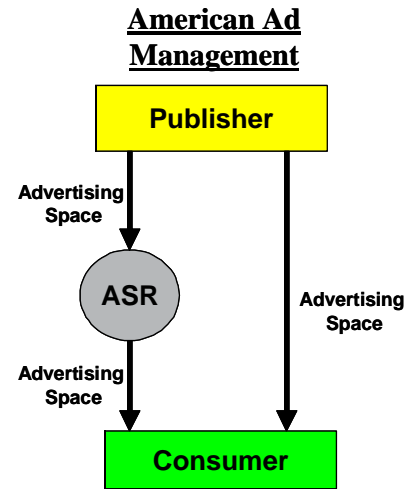 American Ad
Management
Publisher
Advertising
Space
ASR
Advertising
Space
Advertising
Space
Consumer